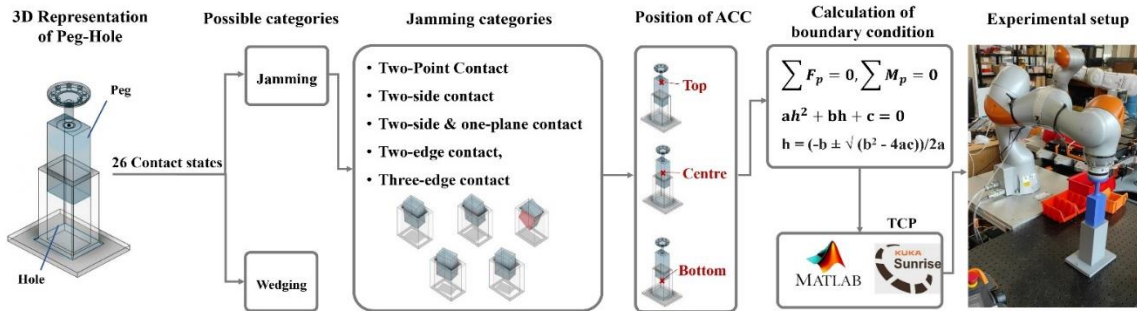 3D Representation
of Peg-Hole
Peg
Hole
26 Contact states
Possible categories
Jamming
Wedging
Jamming categories
• Two-Point Contact
• Two-side contact
• Two-side & one-plane contact
• Two-edge contact,
• Three-edge contact
Position of ACC
Top
Centre
Bottom
Calculation of
boundary condition
∑ Fₚ = 0, ∑ Mₚ = 0
ah² + bh + c = 0
h = (-b ± √ (b² - 4ac))/2a
TCP
MATLAB
KUKA
Sunrise
Experimental setup